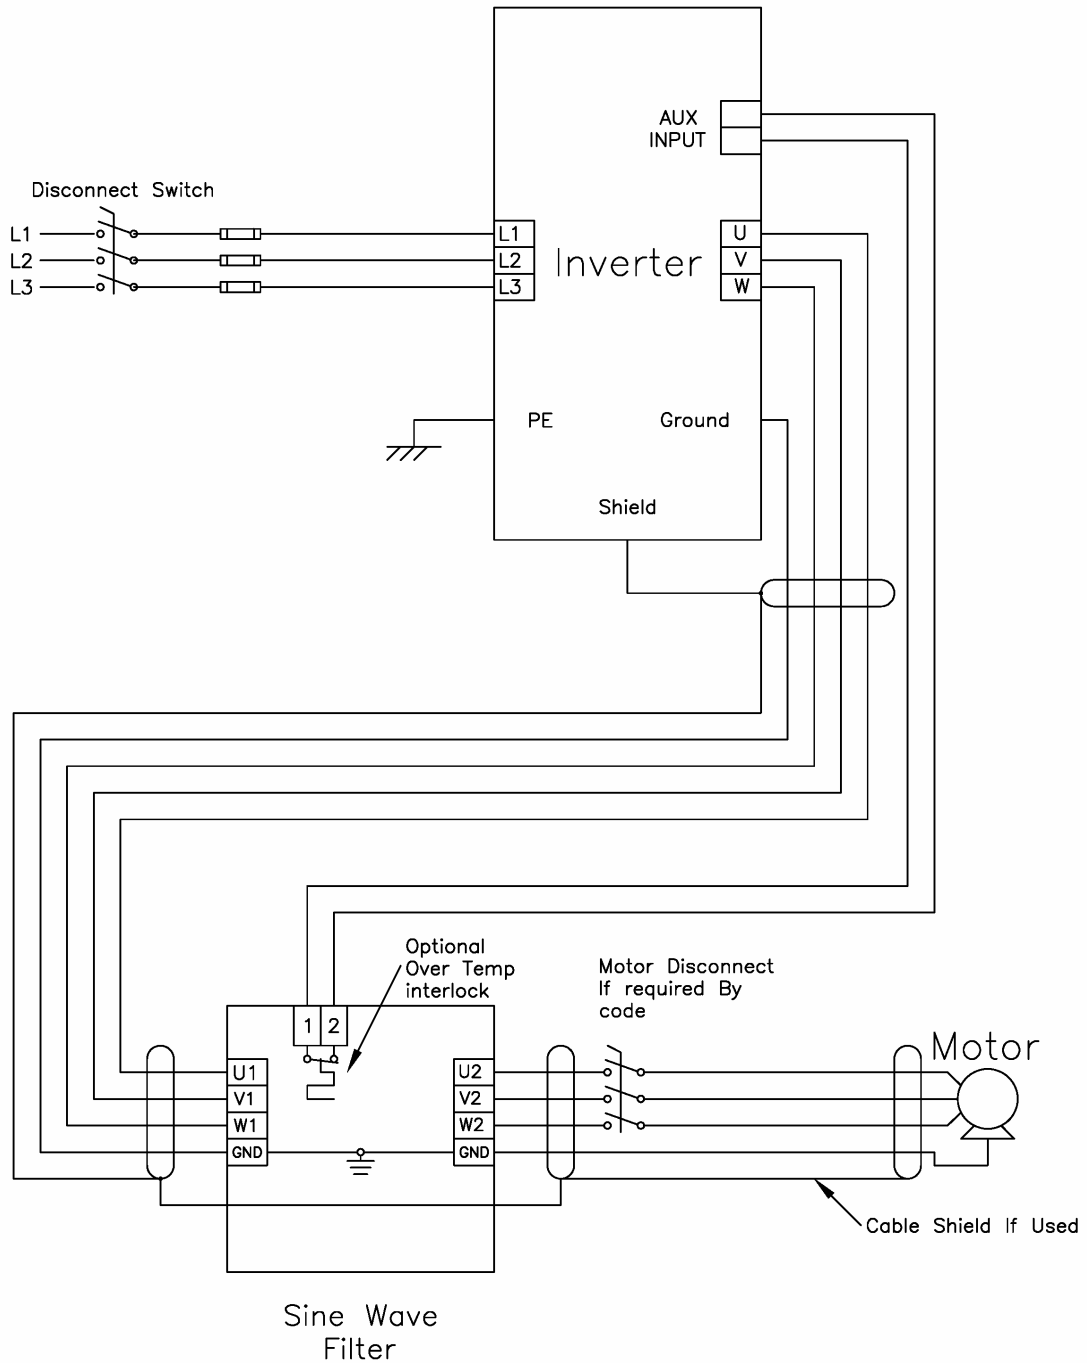 AUX
INPUT
Disconnect Switch
L1
L2
L3
L1
L2
L3
Inverter
U
V
W
PE
Ground
Shield
Optional
Over Temp
interlock
Motor Disconnect
If required By
code
1 2
Motor
U1
V1
W1
GND
U2
V2
W2
GND
Cable Shield If Used
Sine Wave
Filter